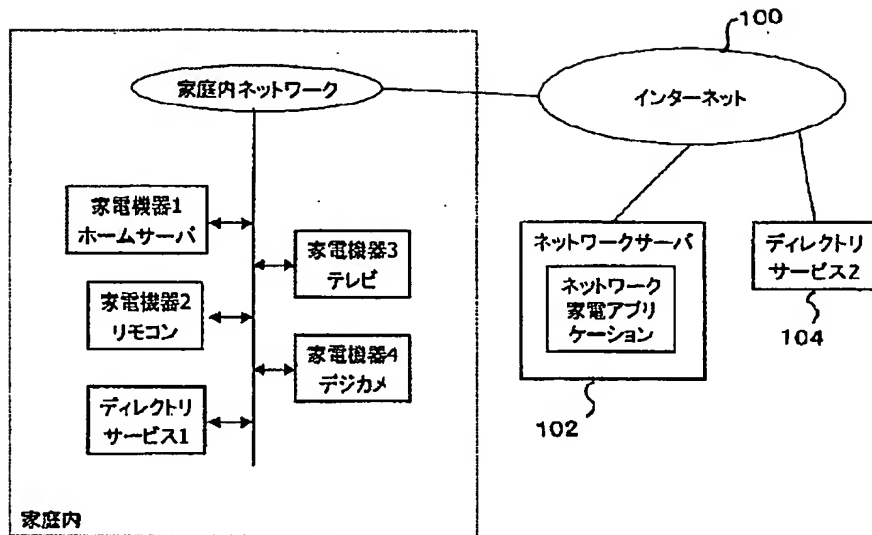 100
家庭内ネットワーク
インターネット
家電機器1
ホームサーバ
家電機器3
テレビ
家電機器2
リモコン
家電機器4
デジカメ
ディレクトリ
サービス1
家庭内
ネットワークサーバ
ネットワーク
家電アプリ
ケーション
102
ディレクトリ
サービス2
104